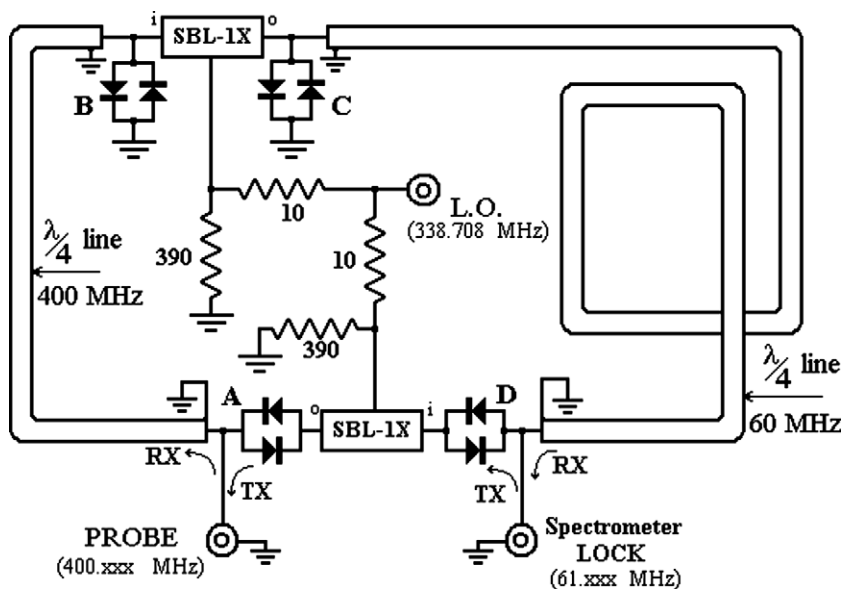 i
SBL-1X
o
B
C
10
L.O.
(338.708 MHz)
390
10
λ/4 line
400 MHz
390
λ/4 line
60 MHz
A
o
SBL-1X
i
D
RX
TX
TX
RX
PROBE
(400.xxx MHz)
Spectrometer
LOCK
(61.xxx MHz)